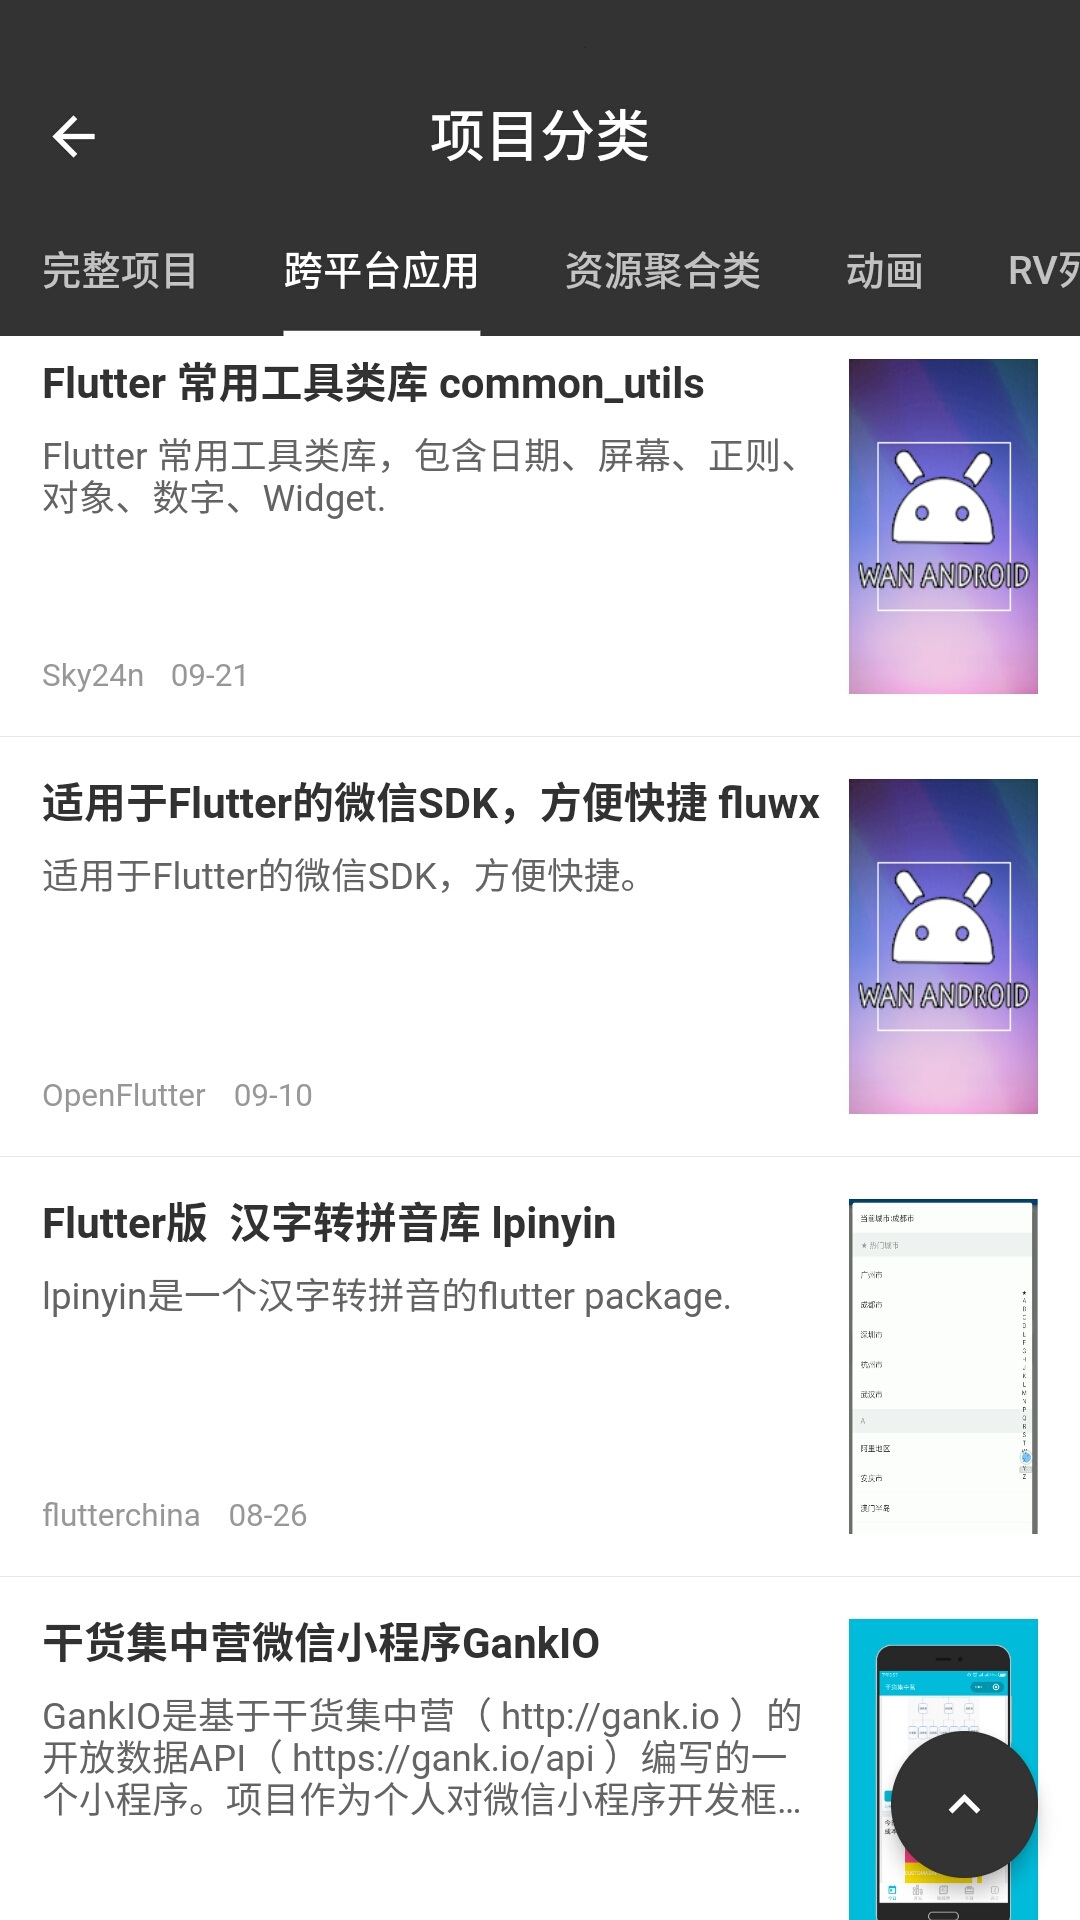 项目分类
完整项目 跨平台应用 资源聚合类 动画 RV
Flutter 常用工具类库 common_utils
Flutter 常用工具类库，包含日期、屏幕、正则、
对象、数字、Widget.
Sky24n 09-21
WAN ANDROID
适用于Flutter的微信SDK，方便快捷 fluwx
适用于Flutter的微信SDK，方便快捷。
OpenFlutter 09-10
WAN ANDROID
Flutter版 汉字转拼音库 lpinyin
lpinyin是一个汉字转拼音的flutter package.
flutterchina 08-26
当前城市:成都市
★ 热门城市
广州市
成都市
深圳市
杭州市
武汉市
A
阿里地区
安庆市
澳门半岛
干货集中营微信小程序GankIO
GankIO是基于干货集中营（ http://gank.io ）的
开放数据API（ https://gank.io/api ）编写的一
个小程序。项目作为个人对微信小程序开发框...
干货集中营